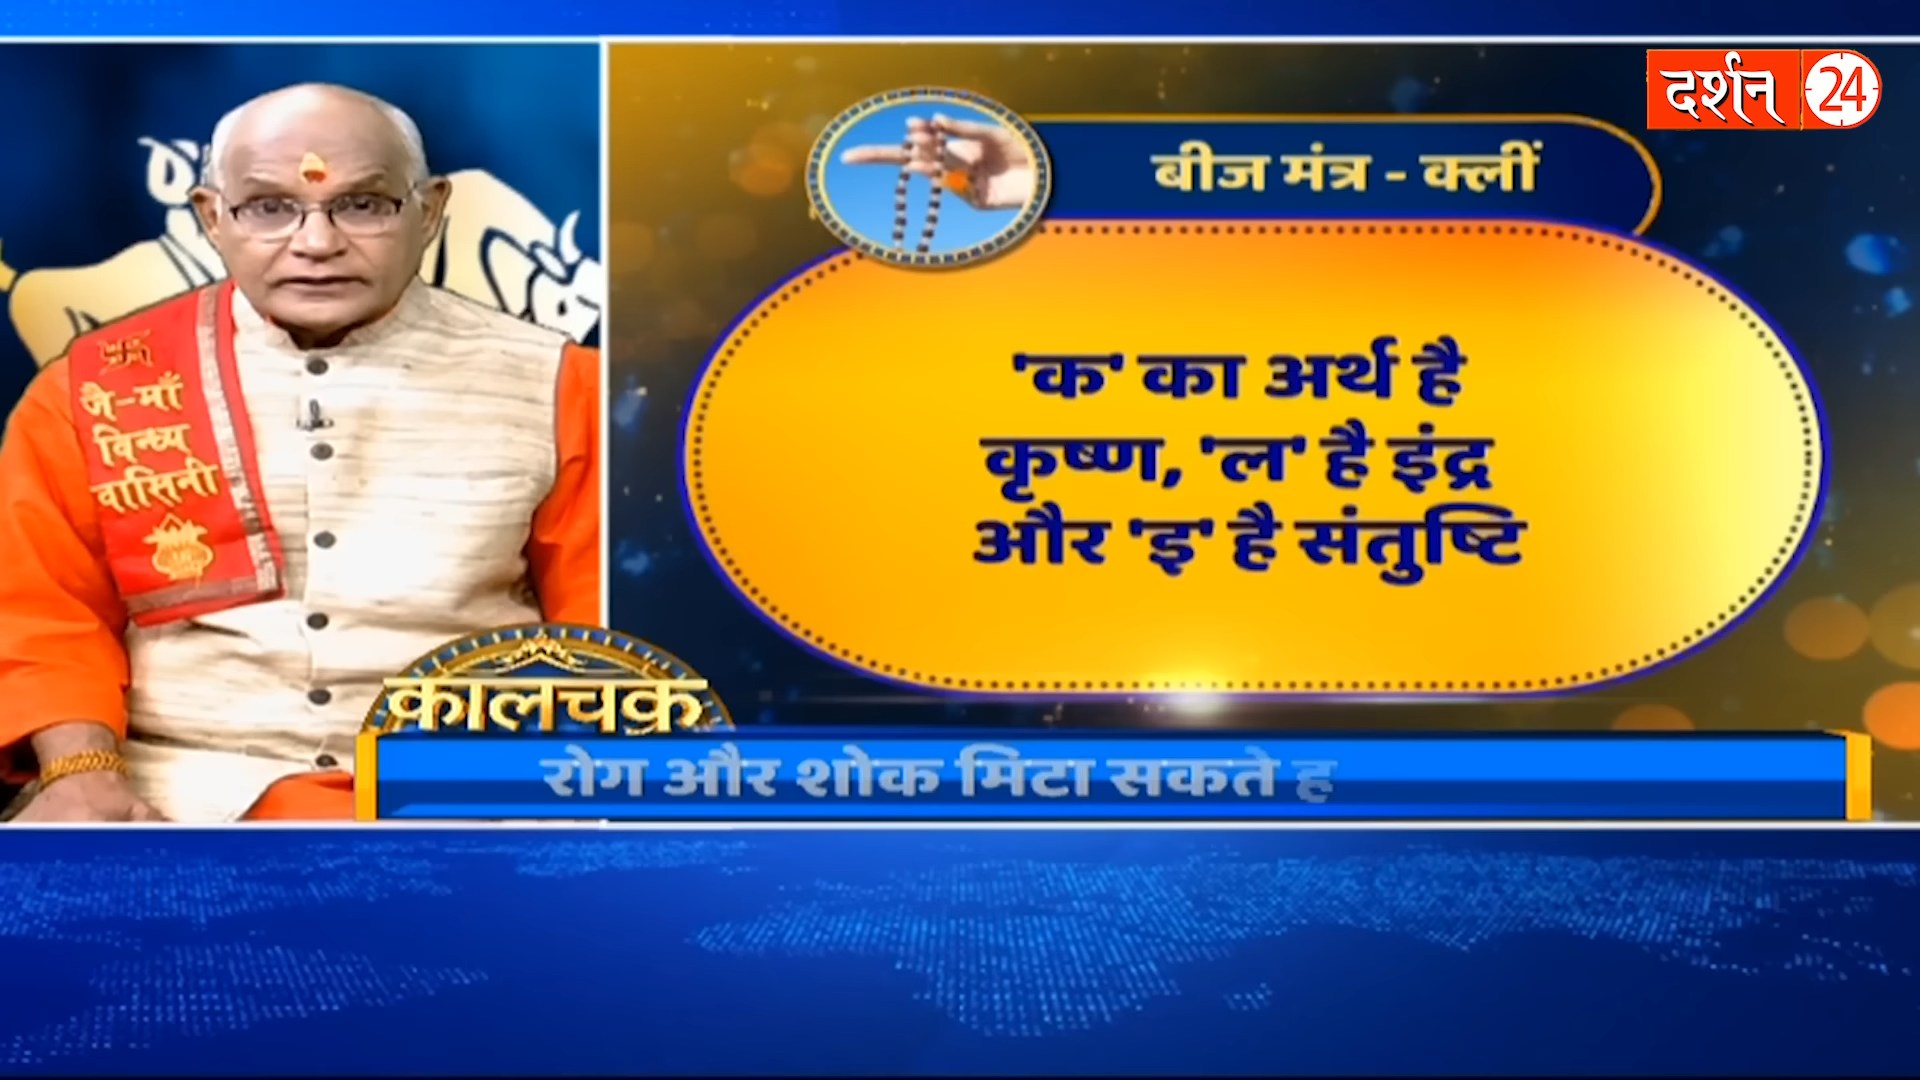 दर्शन 24
बीज मंत्र - क्लीं
'क' का अर्थ है
कृष्ण, 'ल' है इंद्र
और 'इ' है संतुष्टि
जै-माँ
विन्ध्य
वासिनी
कालचक्र
रोग और शोक मिटा सकते ह